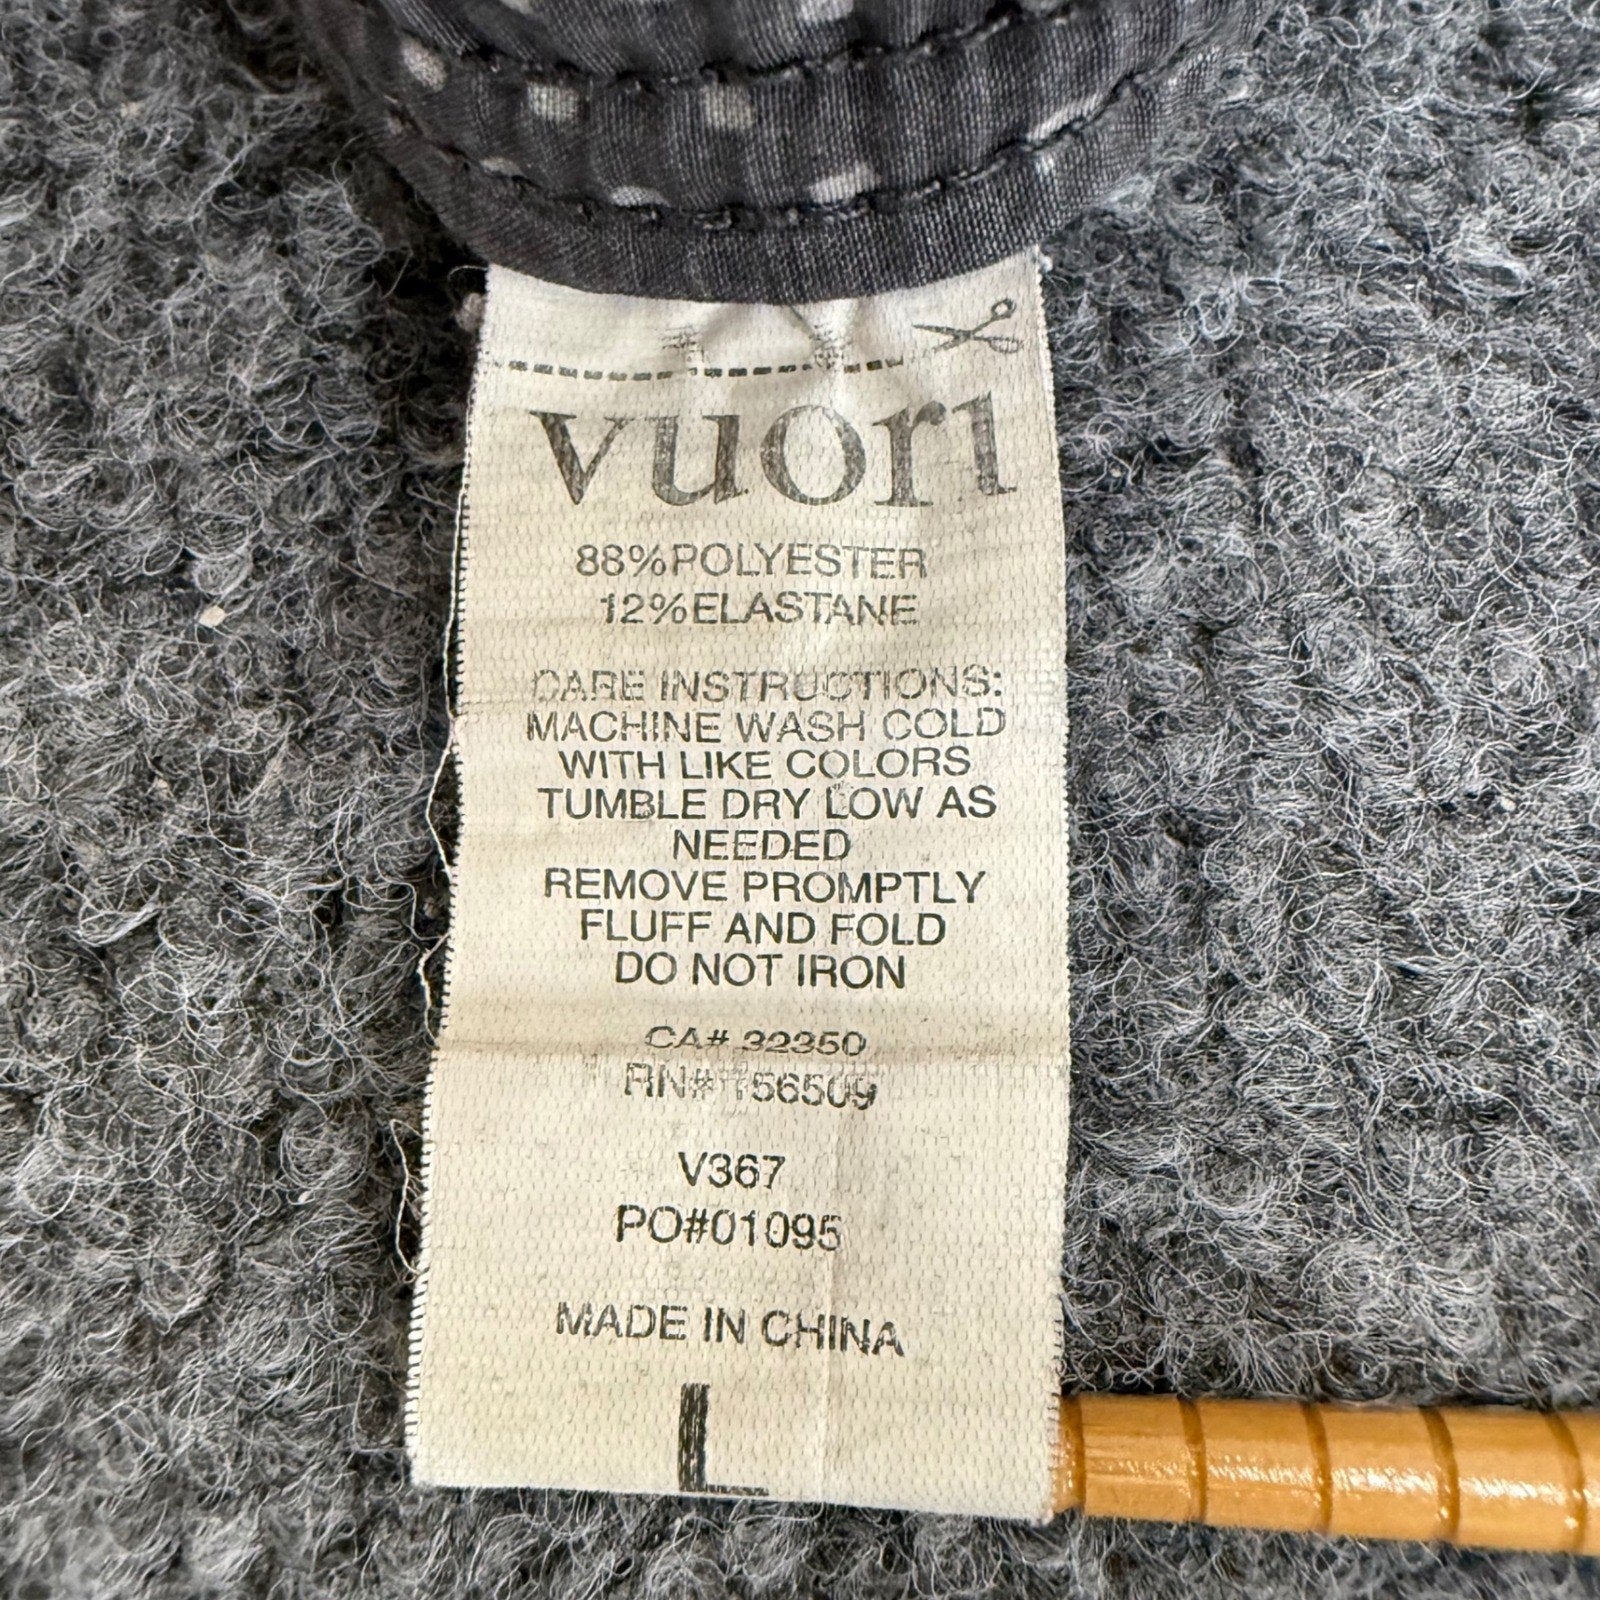 vuori
88%POLYESTER
12%ELASTANE
CARE INSTRUCTIONS:
MACHINE WASH COLD
WITH LIKE COLORS
TUMBLE DRY LOW AS
NEEDED
REMOVE PROMPTLY
FLUFF AND FOLD
DO NOT IRON
CA# 32350
RN# 156509
V367
PO#01095
MADE IN CHINA
L